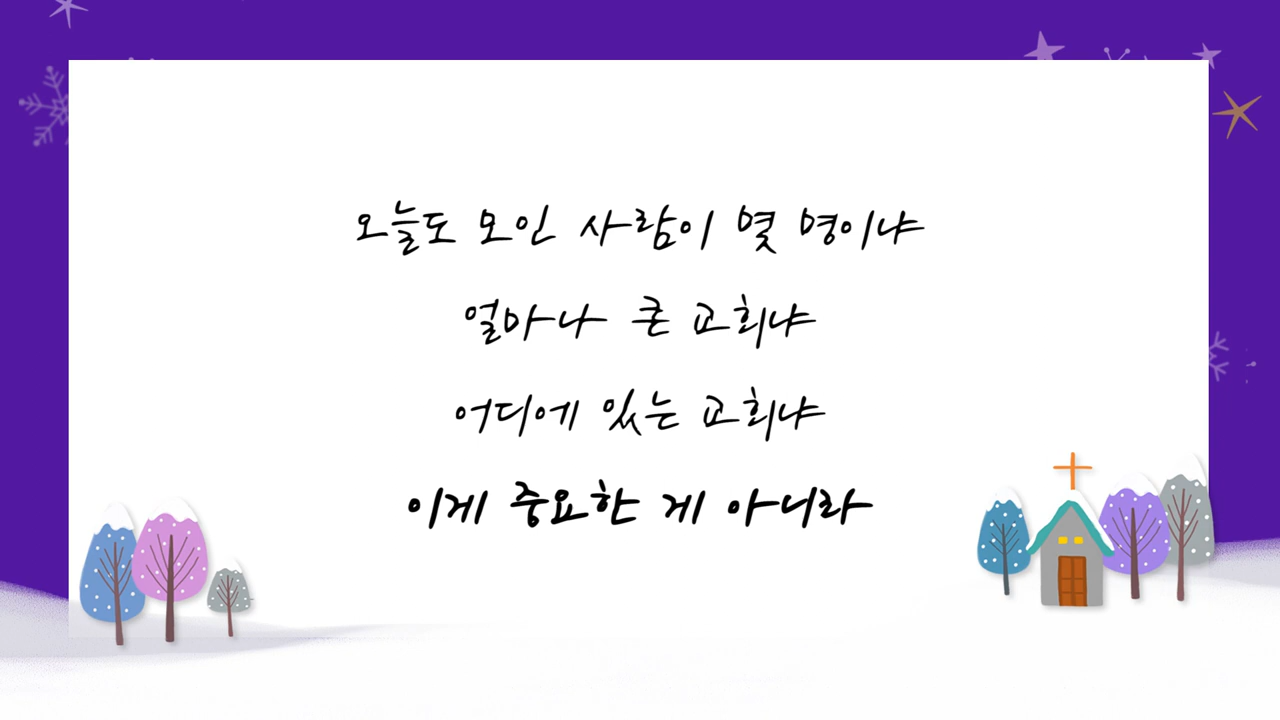 오늘도 모인 사람이 몇 명이냐
얼마나 큰 교회냐
어디에 있는 교회냐
이게 중요한 게 아니라